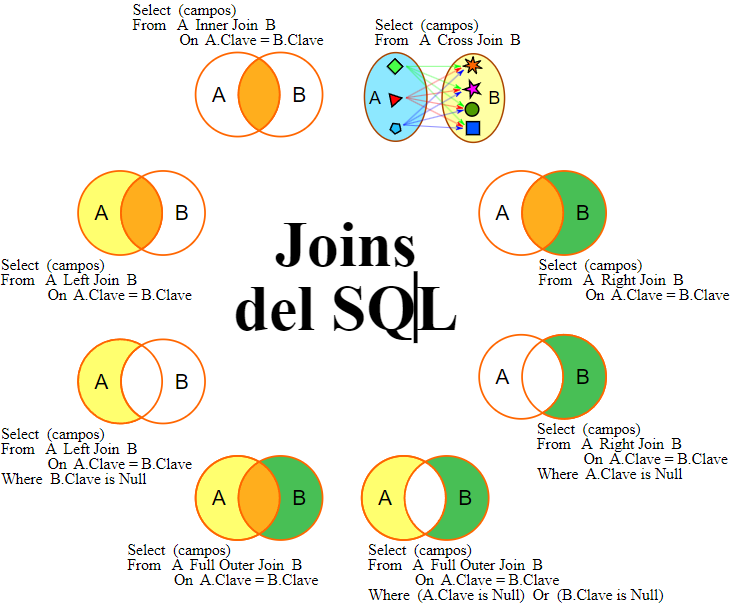 Select (campos)
From A Inner Join B
On A.Clave = B.Clave
A B
Select (campos)
From A Cross Join B
A B
A B
Select (campos)
From A Left Join B
On A.Clave = B.Clave
Joins
del SQL
A B
Select (campos)
From A Right Join B
On A.Clave = B.Clave
A B
Select (campos)
From A Left Join B
On A.Clave = B.Clave
Where B.Clave is Null
A B
Select (campos)
From A Right Join B
On A.Clave = B.Clave
Where A.Clave is Null
A B
Select (campos)
From A Full Outer Join B
On A.Clave = B.Clave
A B
Select (campos)
From A Full Outer Join B
On A.Clave = B.Clave
Where (A.Clave is Null) Or (B.Clave is Null)